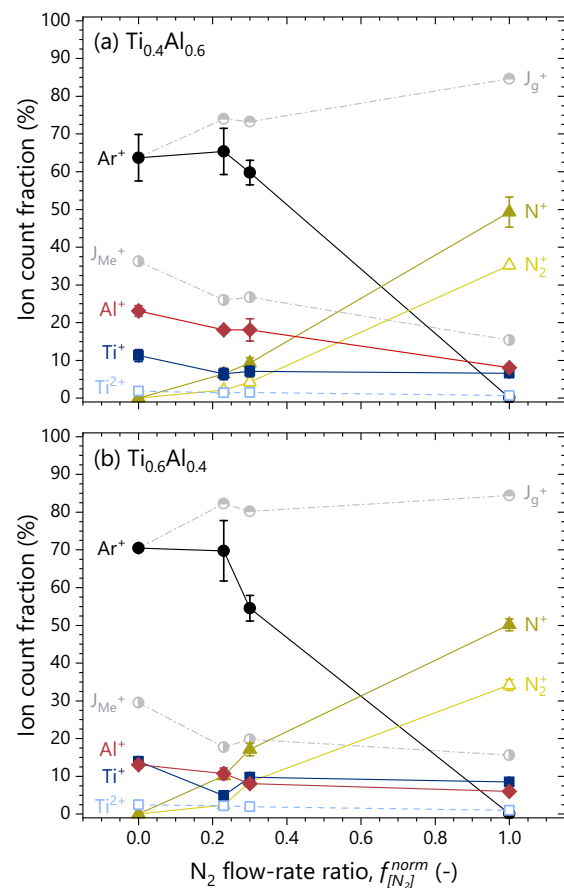 (a) Ti0.4Al0.6
Ion count fraction (%)
100
90
80
70
60
50
40
30
20
10
0
Jg+
Ar+
N+
JMe+
N2+
Al+
Ti+
Ti2+
(b) Ti0.6Al0.4
Ion count fraction (%)
100
90
80
70
60
50
40
30
20
10
0
Jg+
Ar+
N+
JMe+
N2+
Al+
Ti+
Ti2+
0.0 0.2 0.4 0.6 0.8 1.0
N2 flow-rate ratio, f[N2]norm (-)